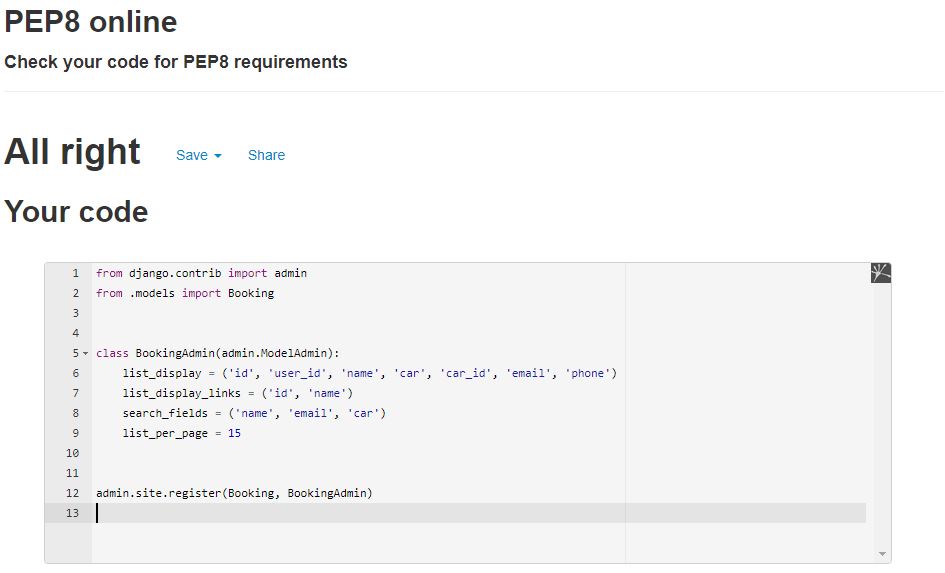 PEP8 online
Check your code for PEP8 requirements
All right Save Share
Your code
1 from django.contrib import admin
2 from .models import Booking
3
4
5 class BookingAdmin(admin.ModelAdmin):
6     list_display = ('id', 'user_id', 'name', 'car', 'car_id', 'email', 'phone')
7     list_display_links = ('id', 'name')
8     search_fields = ('name', 'email', 'car')
9     list_per_page = 15
10
11
12 admin.site.register(Booking, BookingAdmin)
13